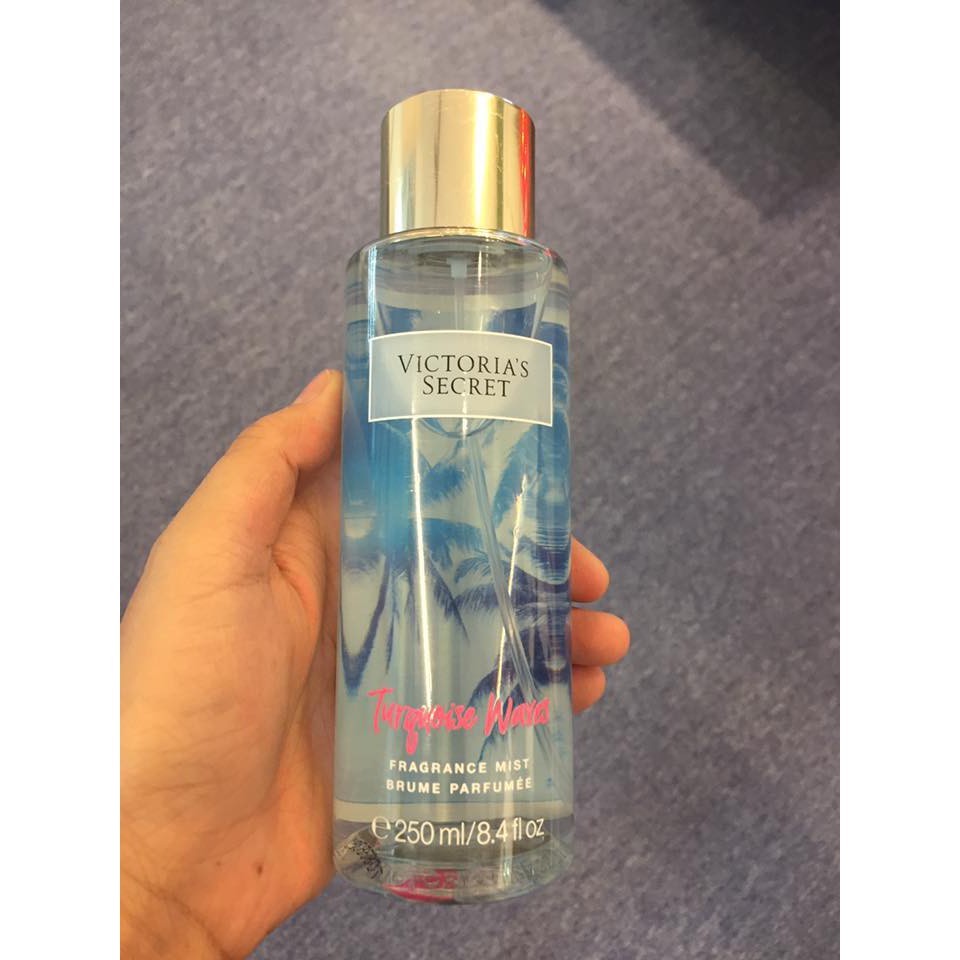 VICTORIA'S
SECRET
Turquoise Waves
FRAGRANCE MIST
BRUME PARFUMÉE
℮ 250 ml/8.4 fl oz